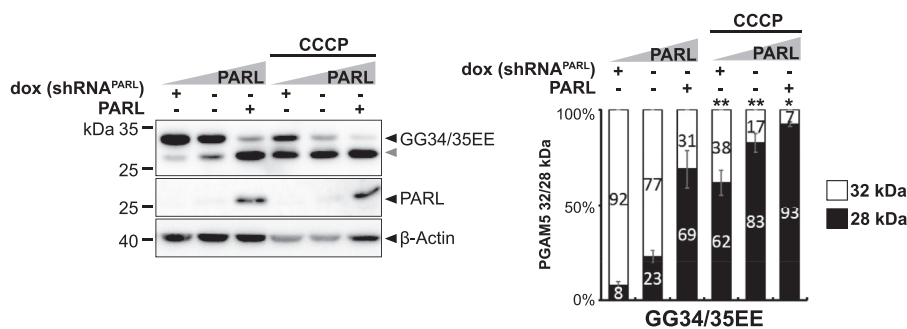 CCCP
PARL PARL
dox (shRNAPARL) + - - + - -
PARL - - + - - +
kDa 35
GG34/35EE
25
PARL
25
40
β-Actin
CCCP
PARL PARL
dox (shRNAPARL) + - - + - -
PARL - - + - - +
** ** *
100%
50%
0%
PGAM5 32/28 kDa
92 77 31 38 17 7
8 23 69 62 83 93
32 kDa
28 kDa
GG34/35EE